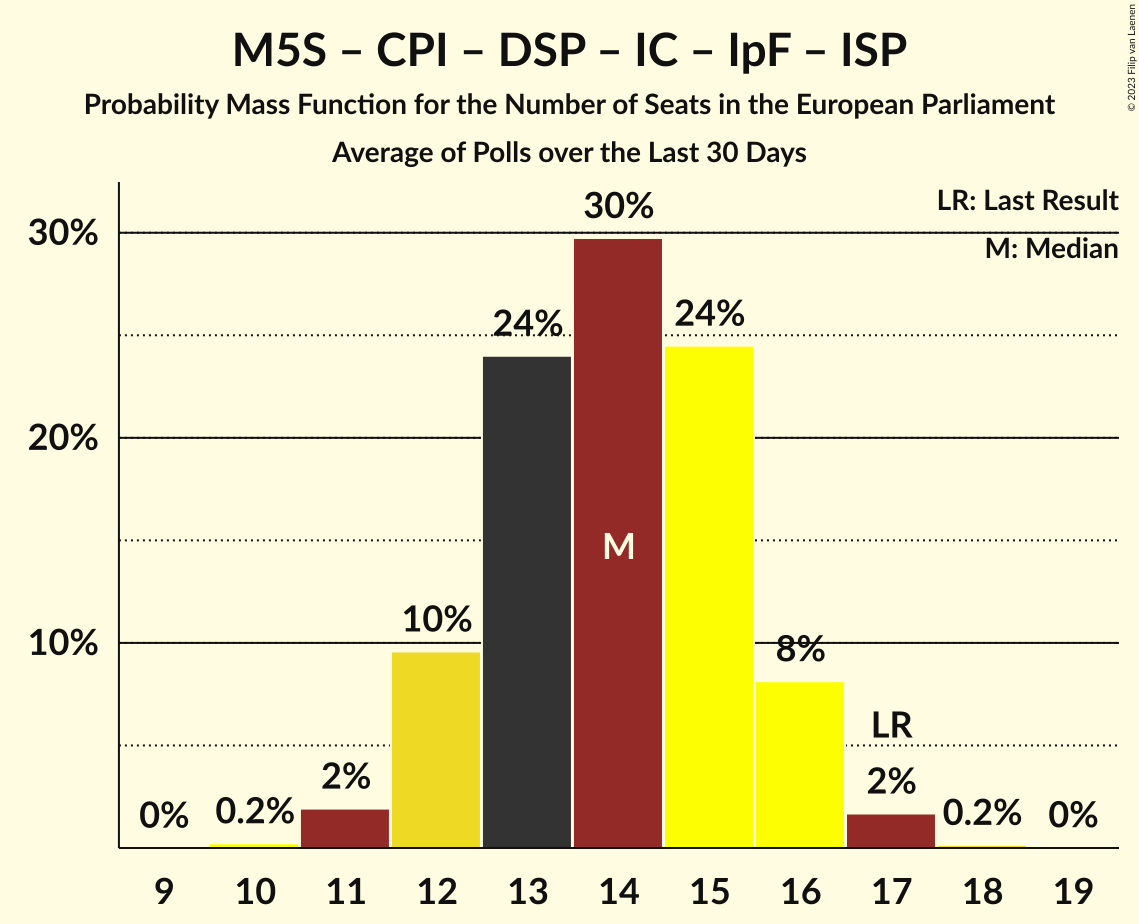 M5S – CPI – DSP – IC – IpF – ISP
Probability Mass Function for the Number of Seats in the European Parliament
Average of Polls over the Last 30 Days
© 2023 Filip van Laenen
LR: Last Result
M: Median
30%
20%
10%
0%
0.2%
2%
10%
24%
30%
M
24%
8%
LR
2%
0.2%
0%
9 10 11 12 13 14 15 16 17 18 19